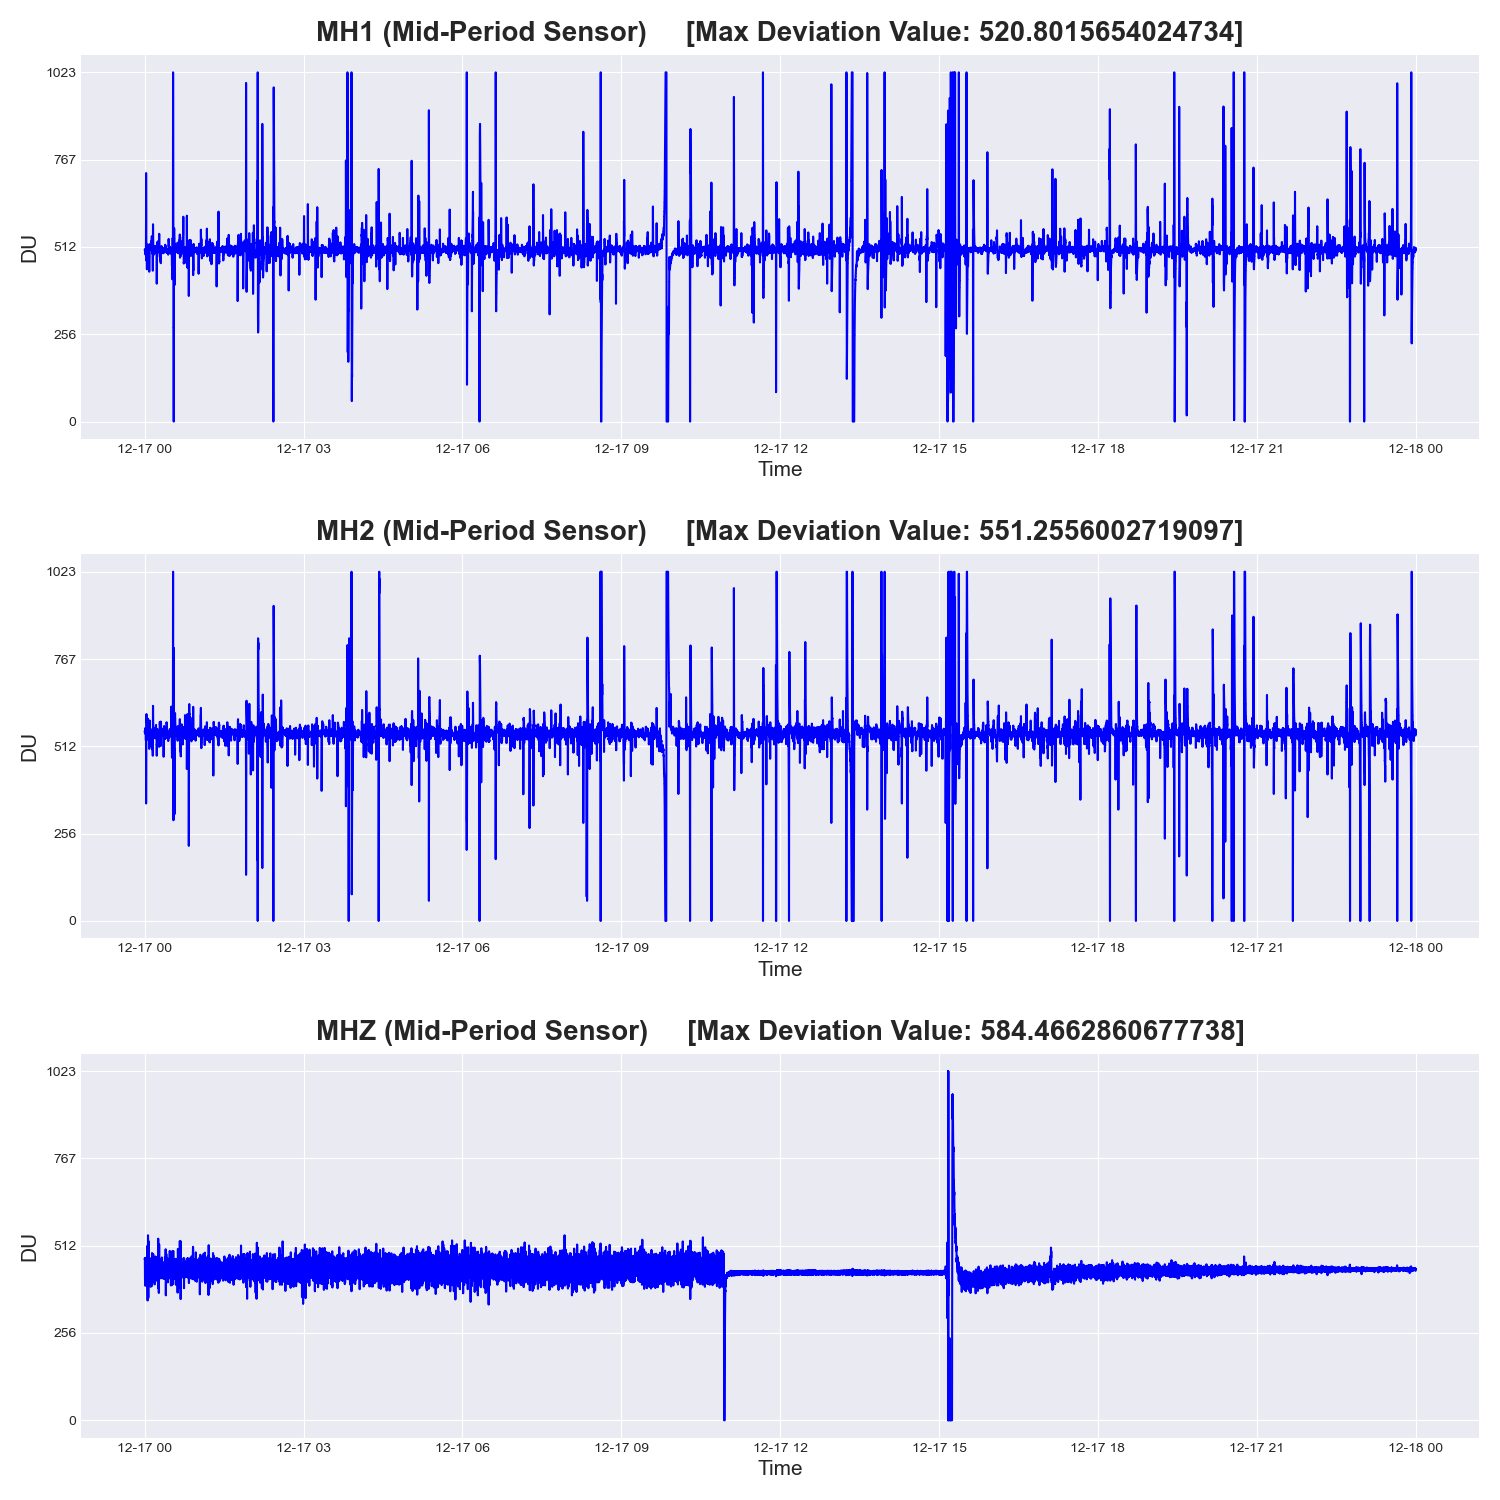 MH1 (Mid-Period Sensor) [Max Deviation Value: 520.8015654024734]
1023
767
512
256
0
DU
12-17 00 12-17 03 12-17 06 12-17 09 12-17 12 12-17 15 12-17 18 12-17 21 12-18 00
Time
MH2 (Mid-Period Sensor) [Max Deviation Value: 551.2556002719097]
1023
767
512
256
0
DU
12-17 00 12-17 03 12-17 06 12-17 09 12-17 12 12-17 15 12-17 18 12-17 21 12-18 00
Time
MHZ (Mid-Period Sensor) [Max Deviation Value: 584.4662860677738]
1023
767
512
256
0
DU
12-17 00 12-17 03 12-17 06 12-17 09 12-17 12 12-17 15 12-17 18 12-17 21 12-18 00
Time